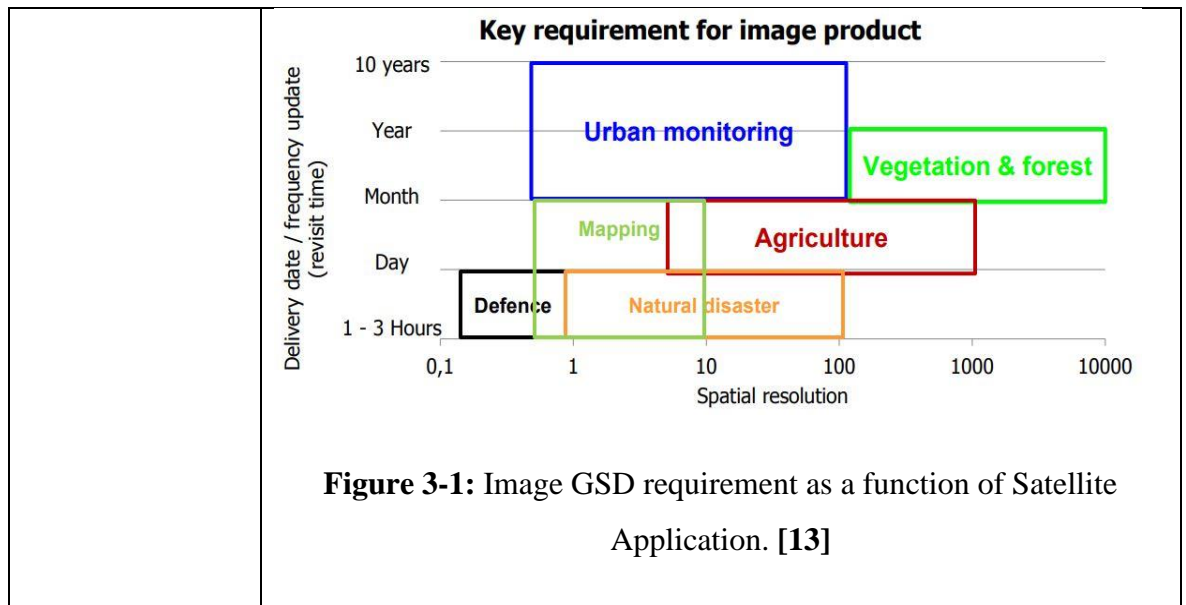 Key requirement for image product
Delivery date / frequency update
(revisit time)
10 years
Year
Month
Day
1 - 3 Hours
Urban monitoring
Vegetation & forest
Mapping
Agriculture
Defence
Natural disaster
0,1
1
10
100
1000
10000
Spatial resolution
Figure 3-1: Image GSD requirement as a function of Satellite
Application. [13]